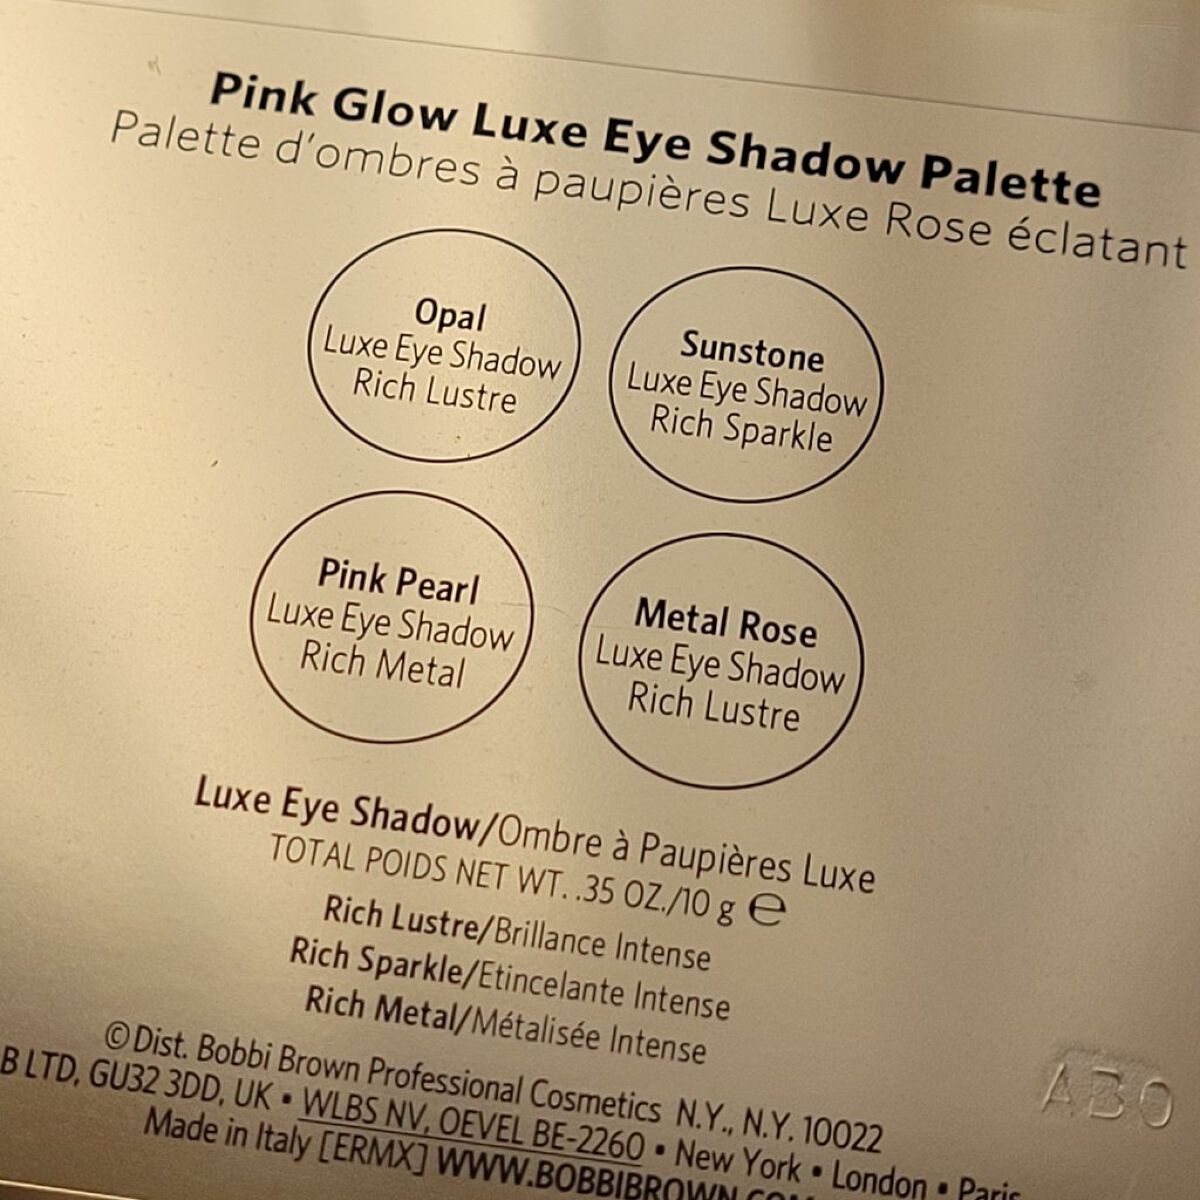 Pink Glow Luxe Eye Shadow Palette
Palette d'ombres à paupières Luxe Rose éclatant
Opal
Luxe Eye Shadow
Rich Lustre
Sunstone
Luxe Eye Shadow
Rich Sparkle
Pink Pearl
Luxe Eye Shadow
Rich Metal
Metal Rose
Luxe Eye Shadow
Rich Lustre
Luxe Eye Shadow/Ombre à Paupières Luxe
TOTAL POIDS NET WT. .35 OZ./10 g ℮
Rich Lustre/Brillance Intense
Rich Sparkle/Etincelante Intense
Rich Metal/Métalisée Intense
©Dist. Bobbi Brown Professional Cosmetics N.Y., N.Y. 10022
B LTD, GU32 3DD, UK • WLBS NV, OEVEL BE-2260 • New York • London • Paris
Made in Italy [ERMX] WWW.BOBBIBROWN.COM
AB0